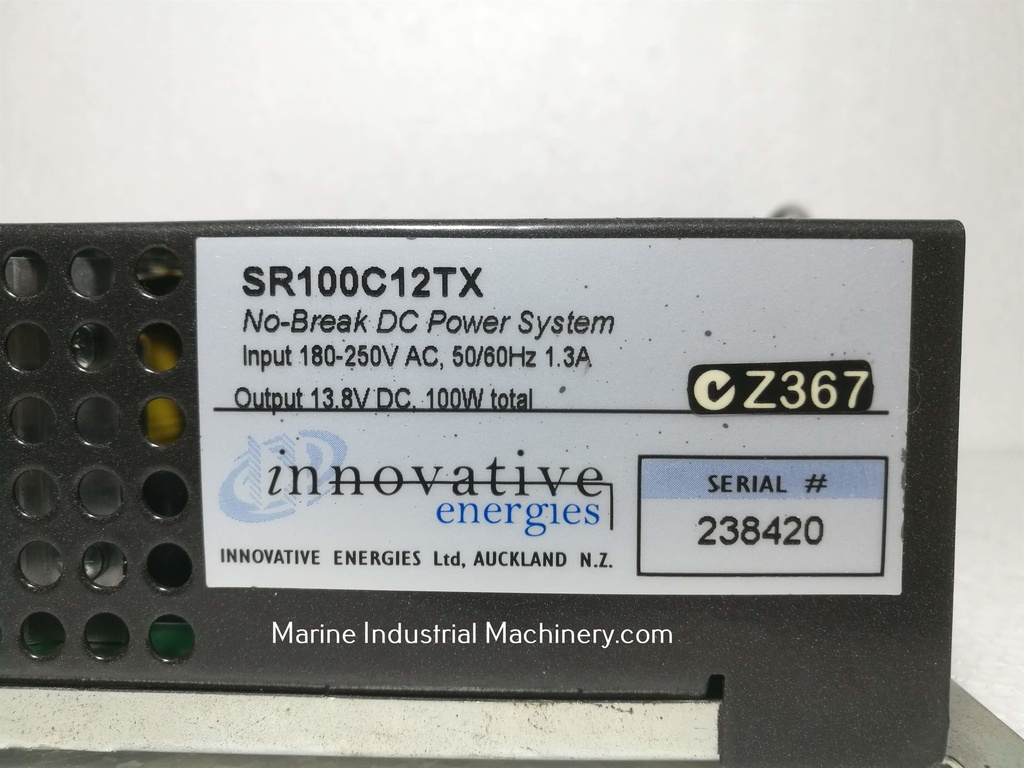 SR100C12TX
No-Break DC Power System
Input 180-250V AC, 50/60Hz 1.3A
Output 13.8V DC, 100W total
Z367
innovative
energies
INNOVATIVE ENERGIES Ltd, AUCKLAND N.Z.
SERIAL #
238420
Marine Industrial Machinery.com